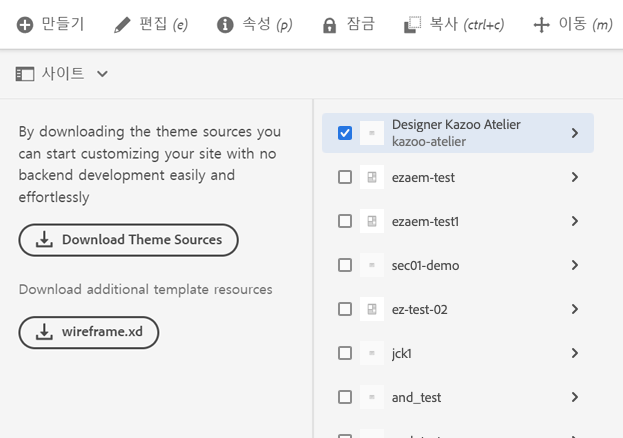 만들기 편집 (e) 속성 (p) 잠금 복사 (ctrl+c) 이동 (m)
사이트
By downloading the theme sources you
can start customizing your site with no
backend development easily and
effortlessly
Download Theme Sources
Download additional template resources
wireframe.xd
Designer Kazoo Atelier
kazoo-atelier
ezaem-test
ezaem-test1
sec01-demo
ez-test-02
jck1
and_test